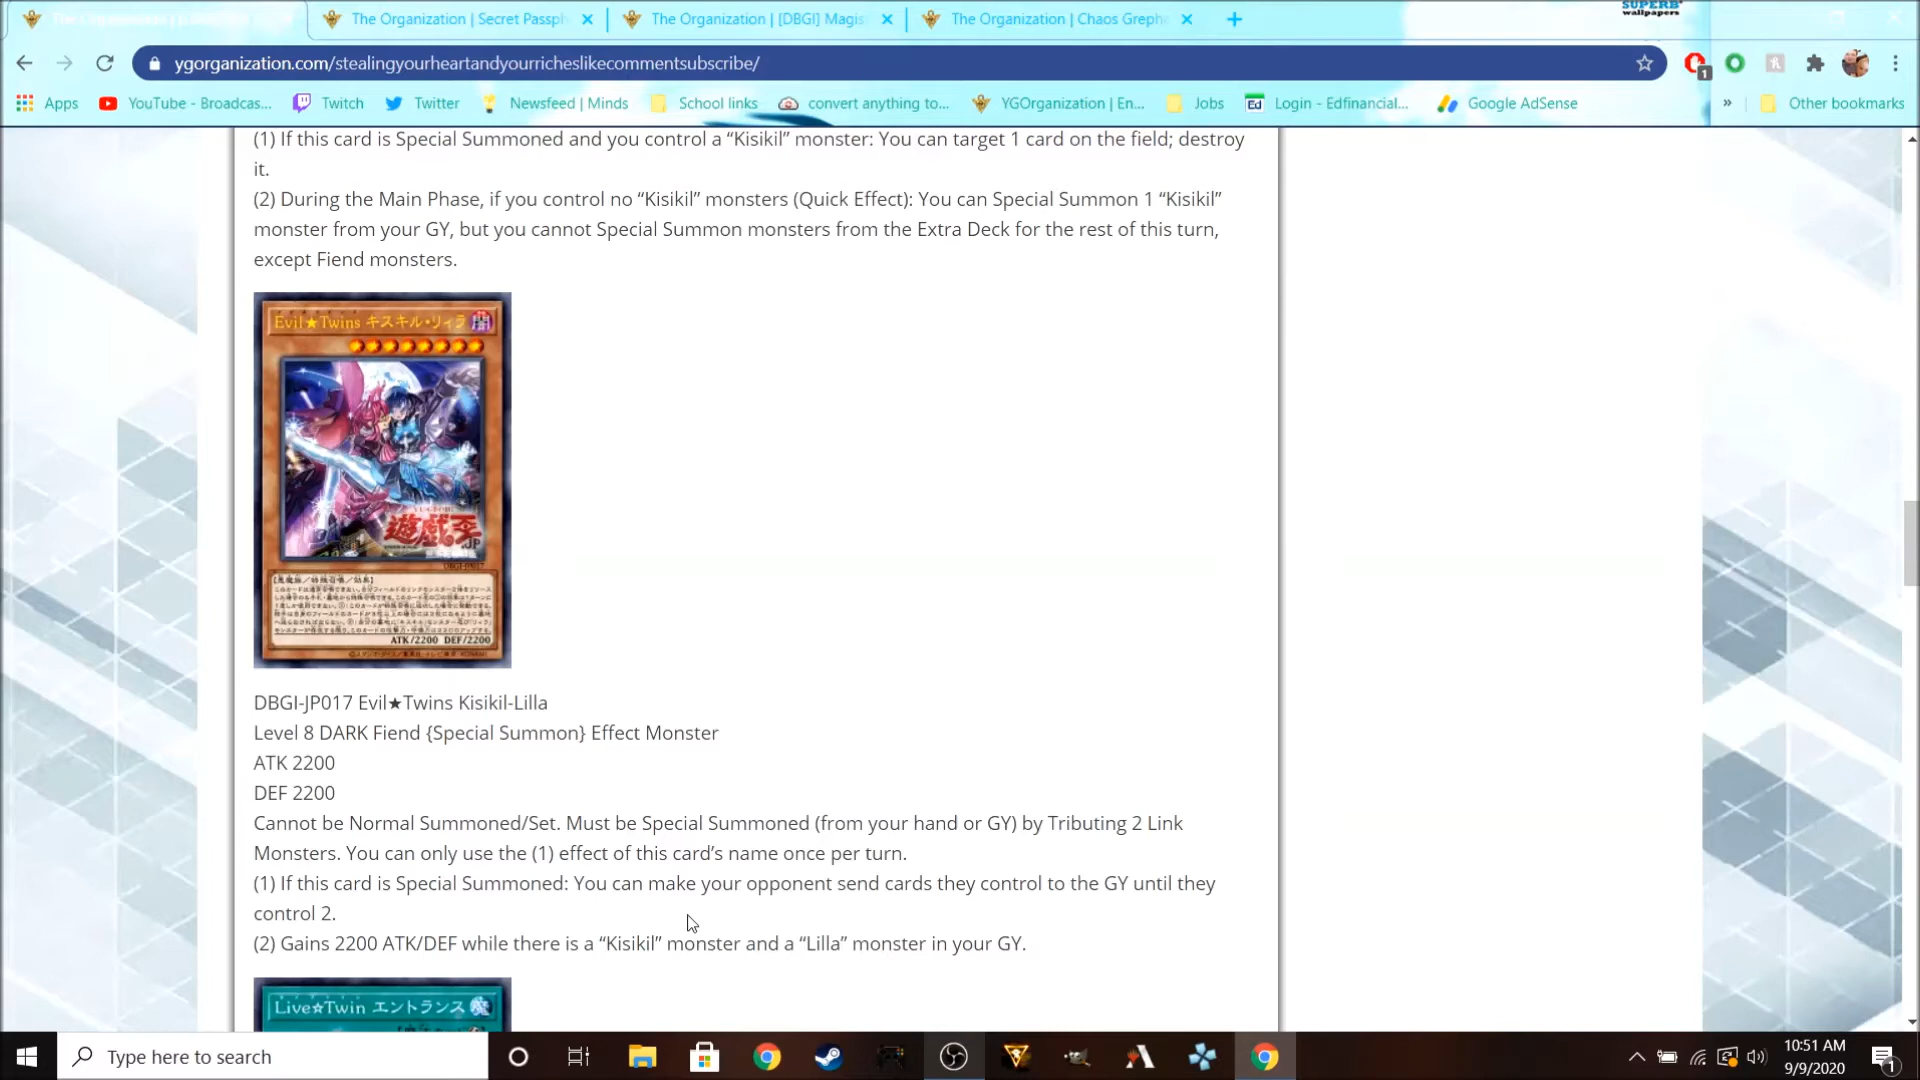 The Organization | Secret Passph
The Organization | [DBGI] Magis
The Organization | Chaos Grephe
SUPERB
wallpapers
ygorganization.com/stealingyourheartandyourricheslikecommentsubscribe/
1
Apps
YouTube - Broadcas...
Twitch
Twitter
Newsfeed | Minds
School links
convert anything to...
YGOrganization | En...
Jobs
Ed
Login - Edfinancial...
Google AdSense
»
Other bookmarks
(1) If this card is Special Summoned and you control a “Kisikil” monster: You can target 1 card on the field; destroy
it.
(2) During the Main Phase, if you control no “Kisikil” monsters (Quick Effect): You can Special Summon 1 “Kisikil”
monster from your GY, but you cannot Special Summon monsters from the Extra Deck for the rest of this turn,
except Fiend monsters.
Evil★Twins キスキル・リィラ
闇
DBGI-JP017
ATK/2200 DEF/2200
DBGI-JP017 Evil★Twins Kisikil-Lilla
Level 8 DARK Fiend {Special Summon} Effect Monster
ATK 2200
DEF 2200
Cannot be Normal Summoned/Set. Must be Special Summoned (from your hand or GY) by Tributing 2 Link
Monsters. You can only use the (1) effect of this card’s name once per turn.
(1) If this card is Special Summoned: You can make your opponent send cards they control to the GY until they
control 2.
(2) Gains 2200 ATK/DEF while there is a “Kisikil” monster and a “Lilla” monster in your GY.
Live☆Twin エントランス
Type here to search
10:51 AM
9/9/2020
1